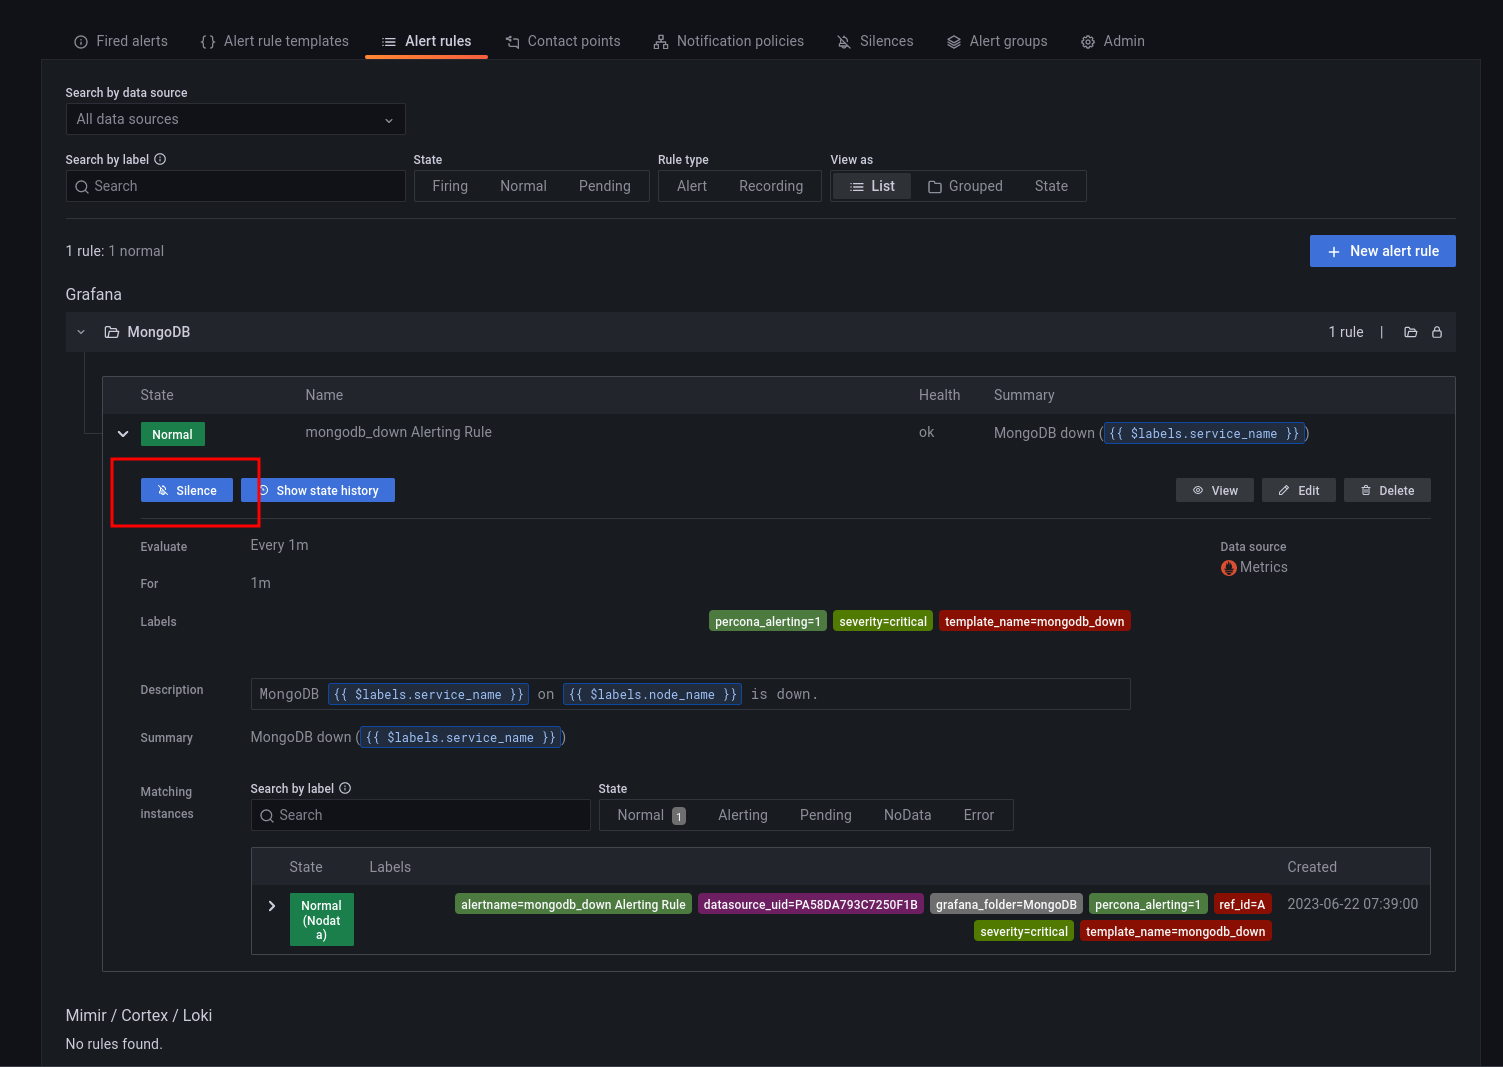 Fired alerts Alert rule templates Alert rules Contact points Notification policies Silences Alert groups Admin
Search by data source
All data sources
Search by label State Rule type View as
Search Firing Normal Pending Alert Recording List Grouped State
1 rule: 1 normal New alert rule
Grafana
MongoDB 1 rule |
State Name Health Summary
Normal mongodb_down Alerting Rule ok MongoDB down ({{ $labels.service_name }})
Silence Show state history View Edit Delete
Evaluate Every 1m Data source
Metrics
For 1m
Labels percona_alerting=1 severity=critical template_name=mongodb_down
Description MongoDB {{ $labels.service_name }} on {{ $labels.node_name }} is down.
Summary MongoDB down ({{ $labels.service_name }})
Matching Search by label State
instances Search Normal 1 Alerting Pending NoData Error
State Labels Created
Normal alertname=mongodb_down Alerting Rule datasource_uid=PA58DA793C7250F1B grafana_folder=MongoDB percona_alerting=1 ref_id=A 2023-06-22 07:39:00
(Nodat
a) severity=critical template_name=mongodb_down
Mimir / Cortex / Loki
No rules found.